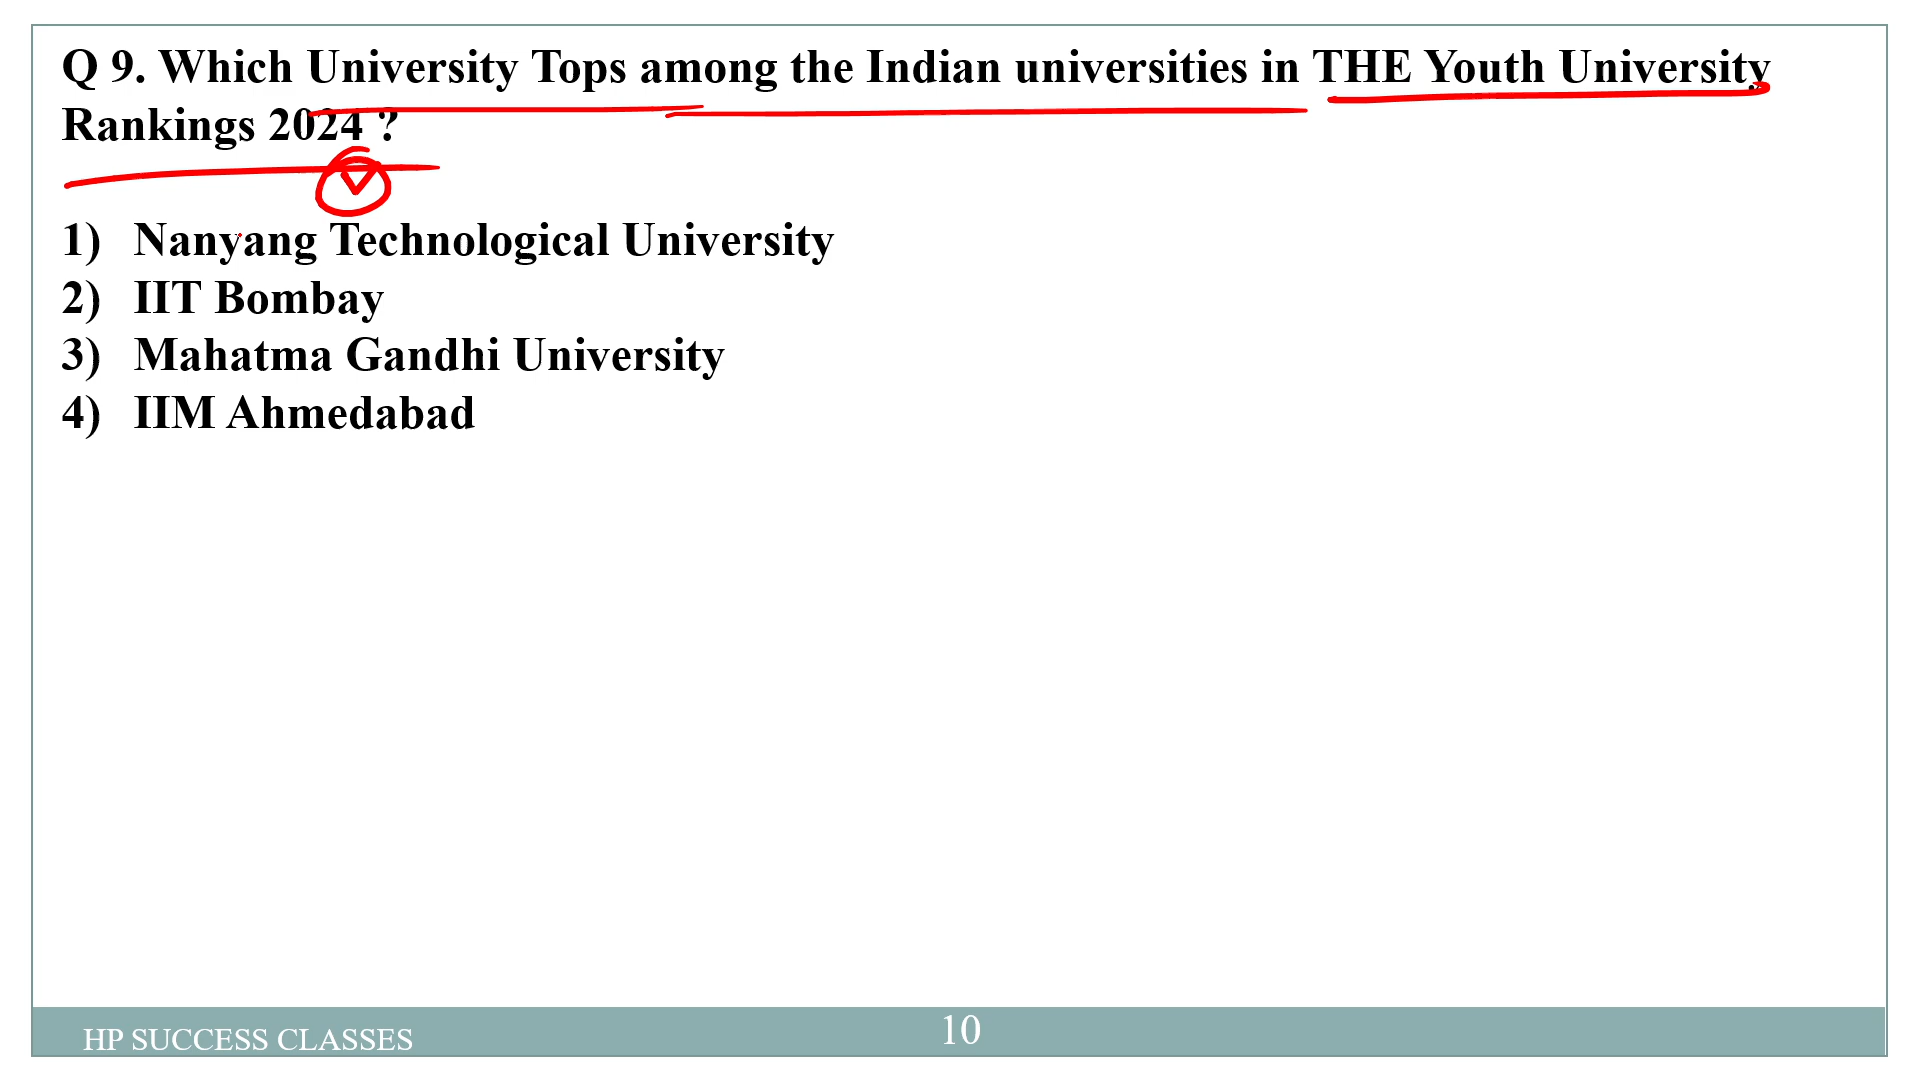 Q 9. Which University Tops among the Indian universities in THE Youth University
Rankings 2024 ?
1) Nanyang Technological University
2) IIT Bombay
3) Mahatma Gandhi University
4) IIM Ahmedabad
HP SUCCESS CLASSES
10